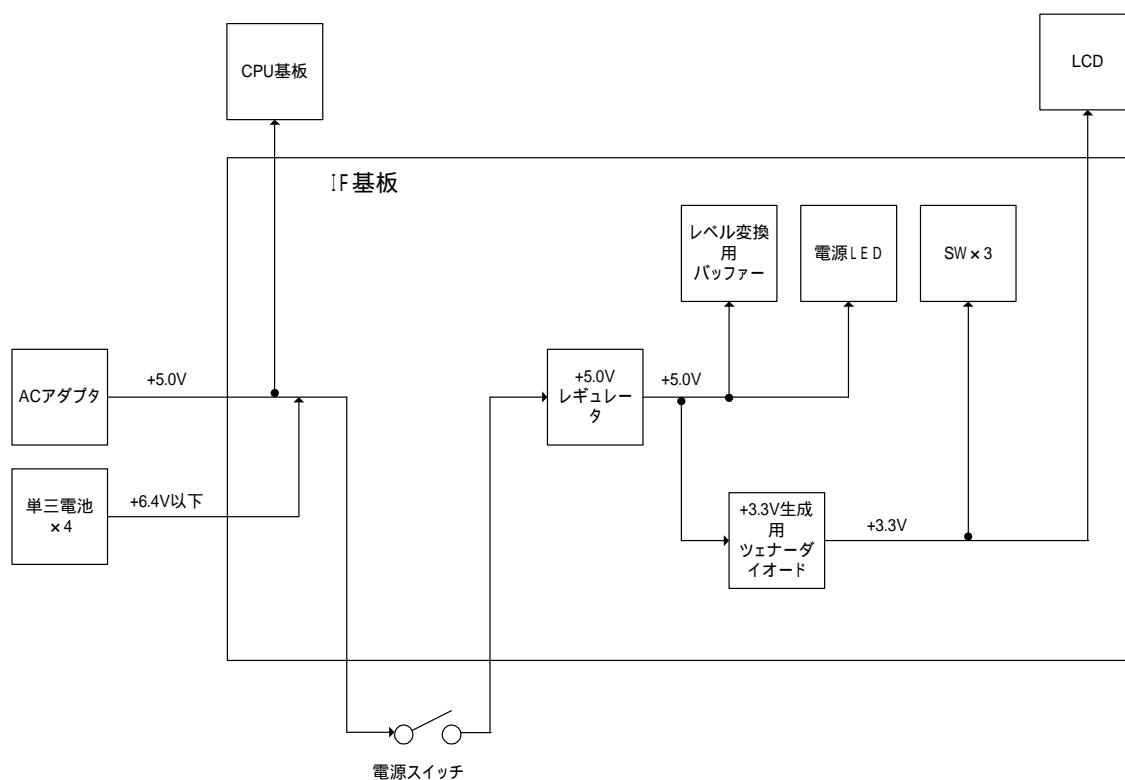 CPU基板
LCD
IF基板
レベル変換
用
バッファー
電源LED
SW×3
ACアダプタ
+5.0V
+5.0V
レギュレー
タ
+5.0V
単三電池
×4
+6.4V以下
+3.3V生成
用
ツェナーダ
イオード
+3.3V
電源スイッチ